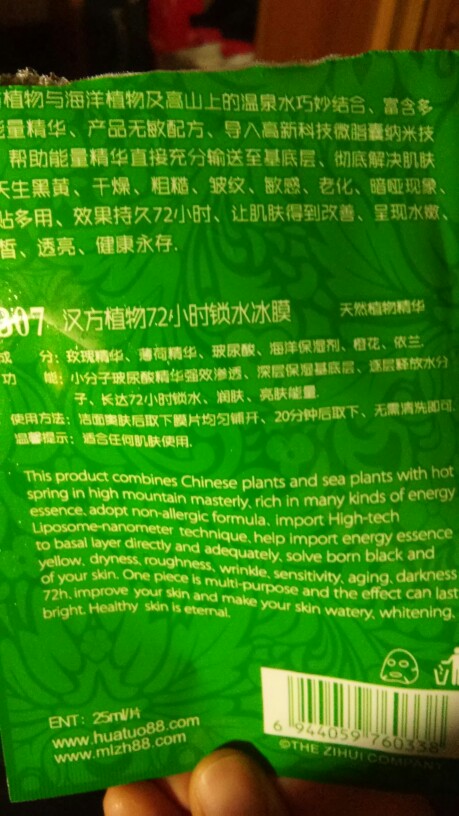 植物与海洋植物及高山上的温泉水巧妙结合、富含多
能量精华、产品无敏配方、导入高新科技微脂囊纳米技
帮助能量精华直接充分输送至基底层、彻底解决肌肤
天生黑黄、干燥、粗糙、皱纹、敏感、老化、暗哑现象、
贴多用、效果持久72小时、让肌肤得到改善、呈现水嫩、
皙、透亮、健康永存.
307 汉方植物72小时锁水冰膜 天然植物精华
成 分: 玫瑰精华、薄荷精华、玻尿酸、海洋保湿剂、橙花、依兰.
功 能: 小分子玻尿酸精华强效渗透、深层保湿基底层、逐层释放水分
子、长达72小时锁水、润肤、亮肤能量.
使用方法: 洁面爽肤后取下膜片均匀铺开、20分钟后取下、无需清洗即可.
温馨提示: 适合任何肌肤使用.
This product combines Chinese plants and sea plants with hot
spring in high mountain masterly, rich in many kinds of energy
essence, adopt non-allergic formula, import High-tech
Liposome-nanometer technique, help import energy essence
to basal layer directly and adequately, solve born black and
yellow, dryness, roughness, wrinkle, sensitivity, aging, darkness
of your skin. One piece is multi-purpose and the effect can last
72h, improve your skin and make your skin watery, whitening,
bright. Healthy skin is eternal.
ENT: 25ml/片
www.huatuo88.com
www.mlzh88.com
6 944059 760338
©THE ZIHUI COMPANY